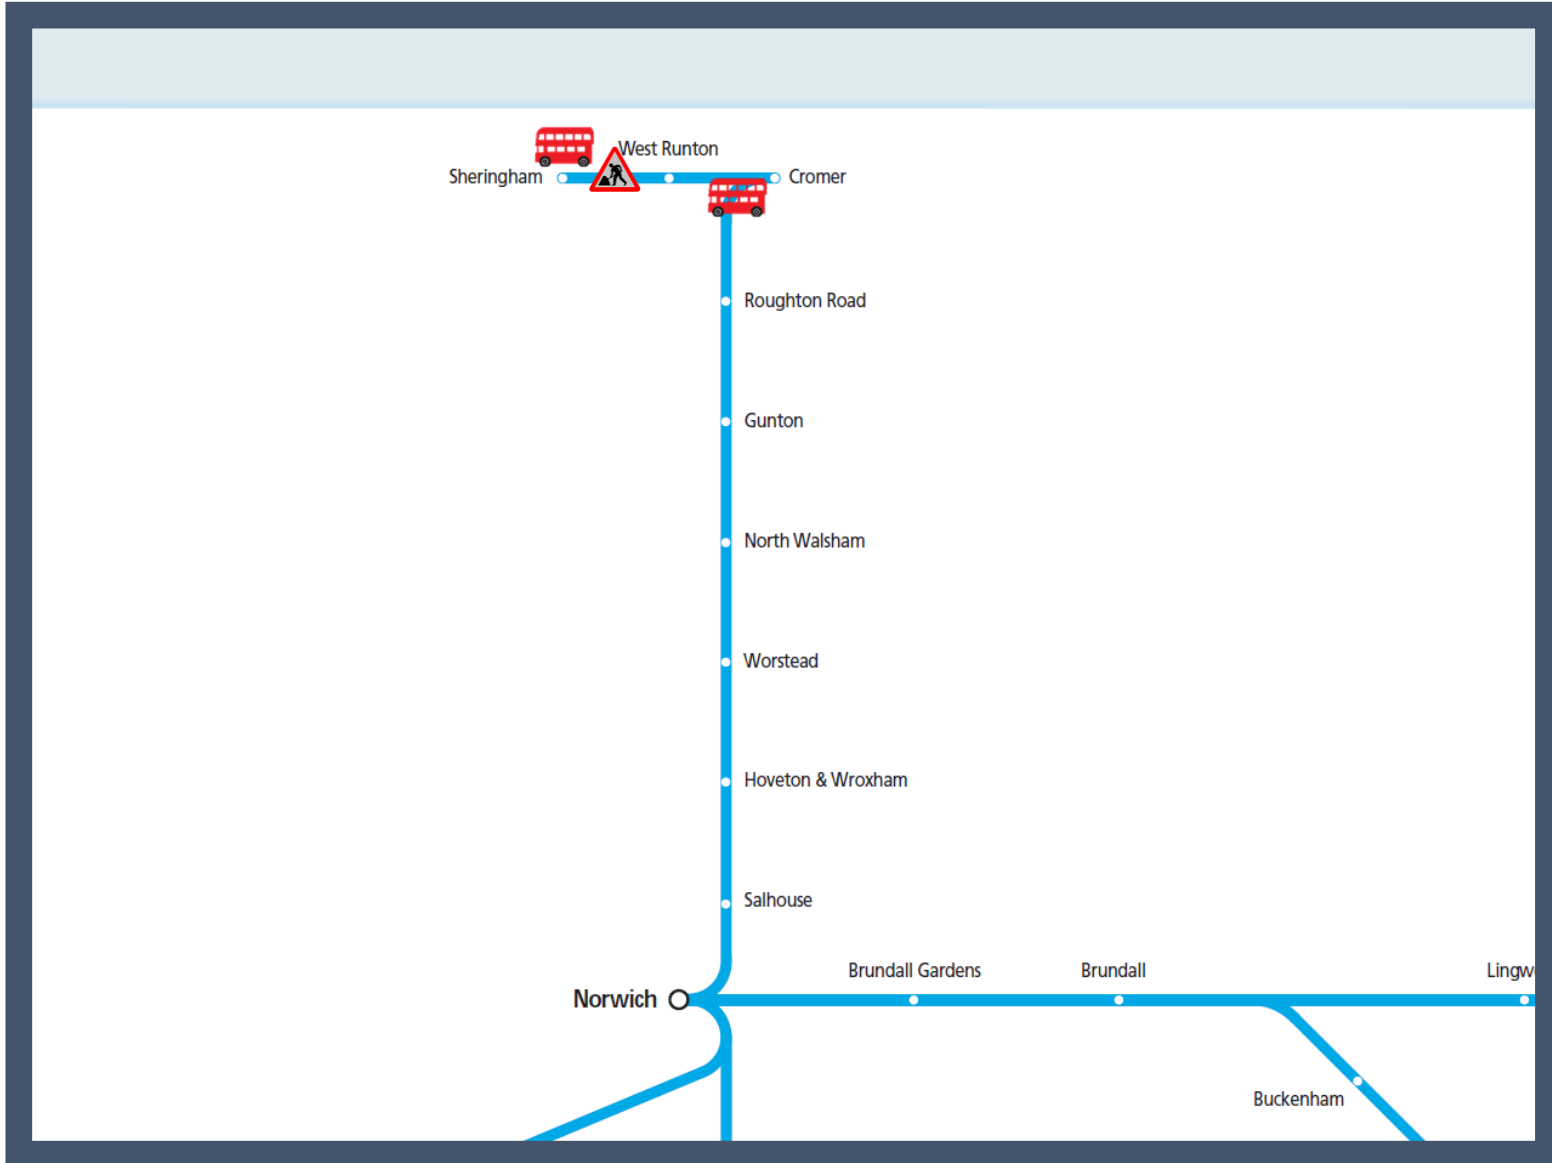 West Runton
Sheringham
Cromer
Roughton Road
Gunton
North Walsham
Worstead
Hoveton & Wroxham
Salhouse
Brundall Gardens
Brundall
Norwich
Buckenham